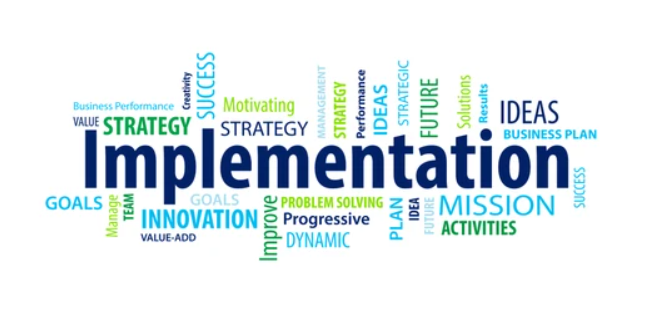 Business Performance
Creativity
SUCCESS
Motivating
MANAGEMENT
STRATEGY
Performance
IDEAS
STRATEGIC
FUTURE
Solutions
Results
IDEAS
VALUE
STRATEGY
STRATEGY
BUSINESS PLAN
Implementation
GOALS
Manage
TEAM
GOALS
INNOVATION
VALUE-ADD
Improve
PROBLEM SOLVING
Progressive
DYNAMIC
PLAN
IDEA
FUTURE
MISSION
ACTIVITIES
SUCCESS